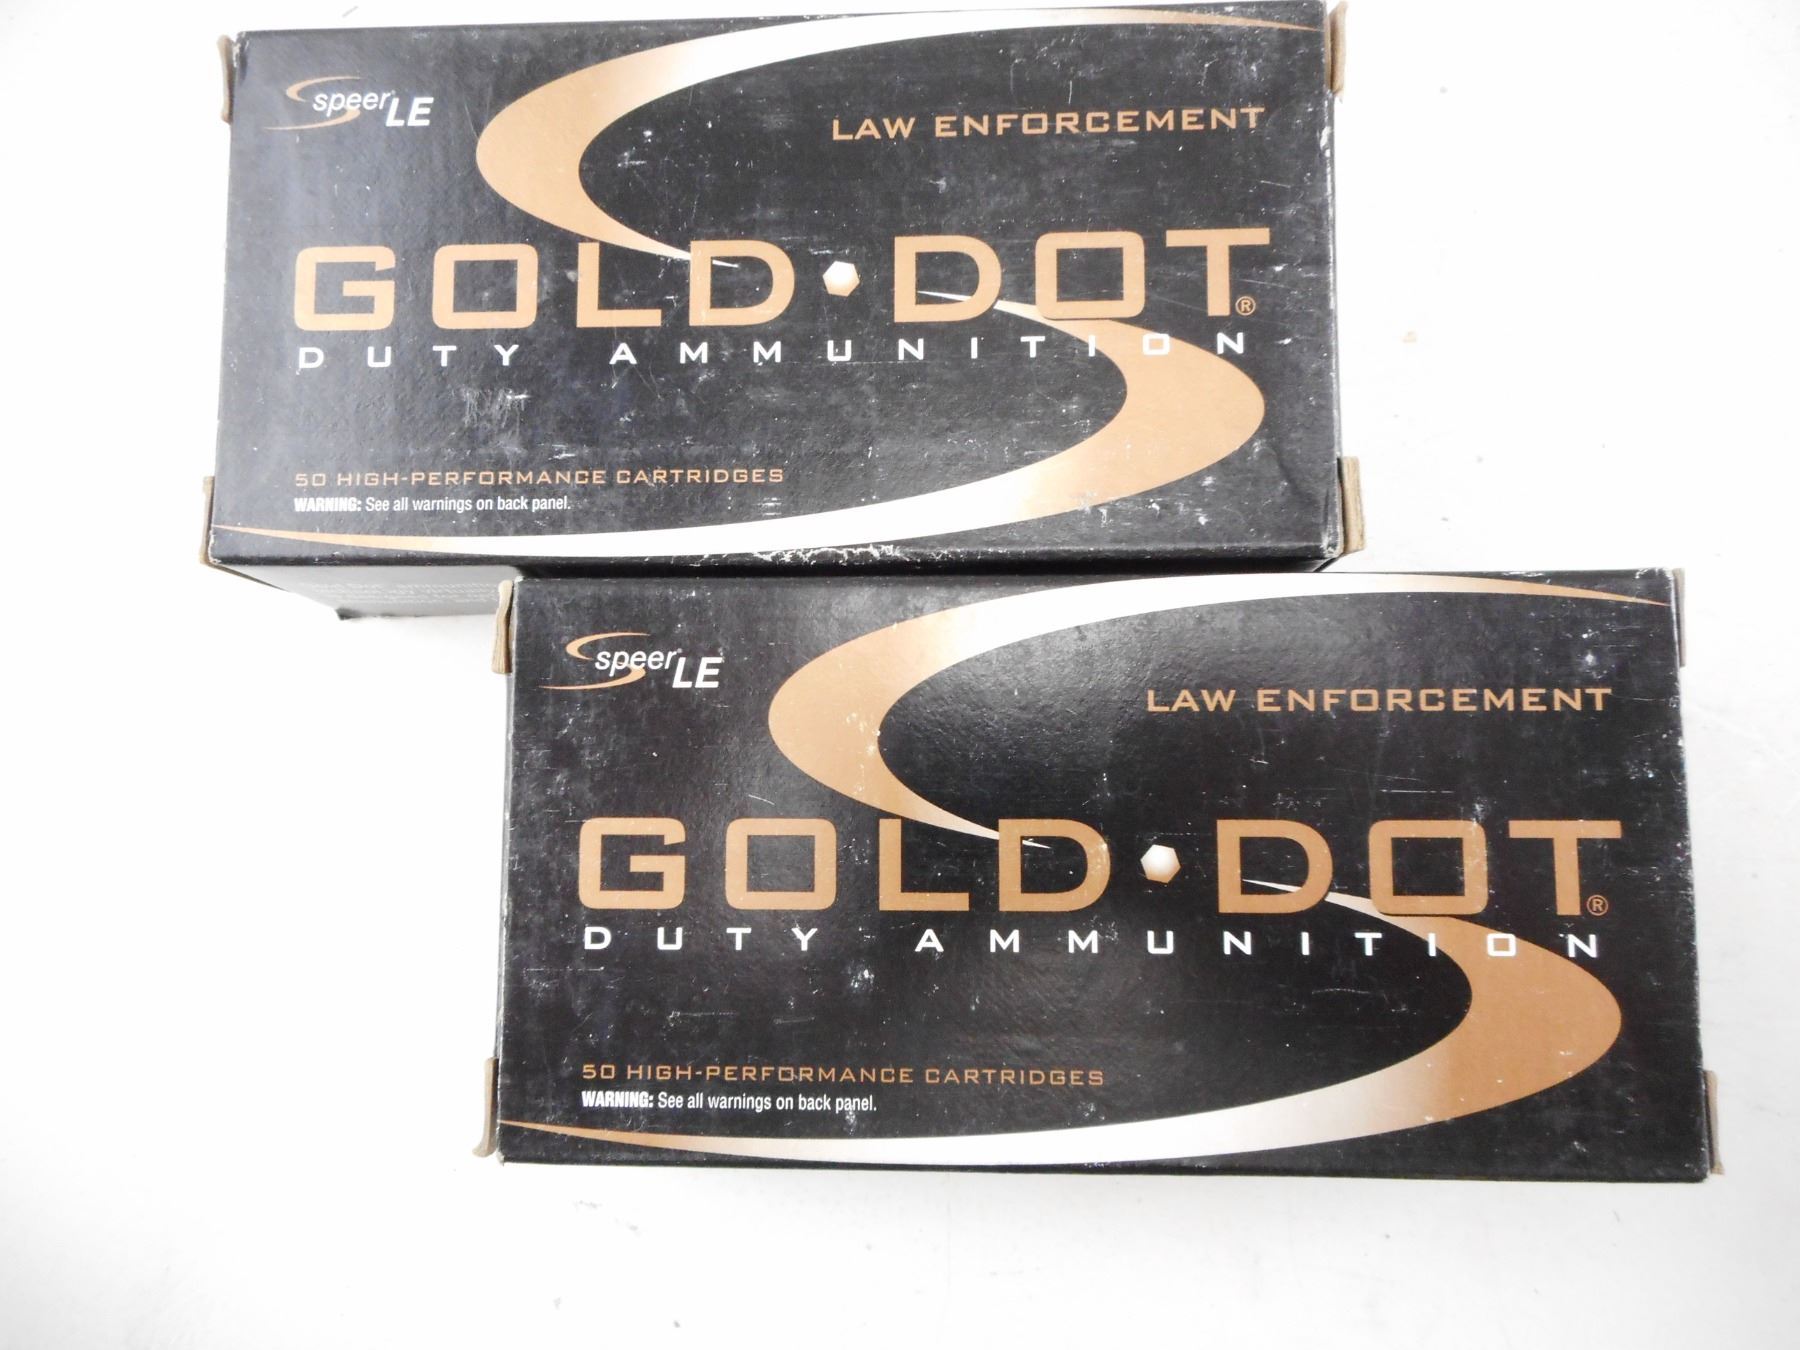 speer LE
LAW ENFORCEMENT
GOLD DOT®
DUTY AMMUNITION
50 HIGH-PERFORMANCE CARTRIDGES
WARNING: See all warnings on back panel.
speer LE
LAW ENFORCEMENT
GOLD DOT®
DUTY AMMUNITION
50 HIGH-PERFORMANCE CARTRIDGES
WARNING: See all warnings on back panel.